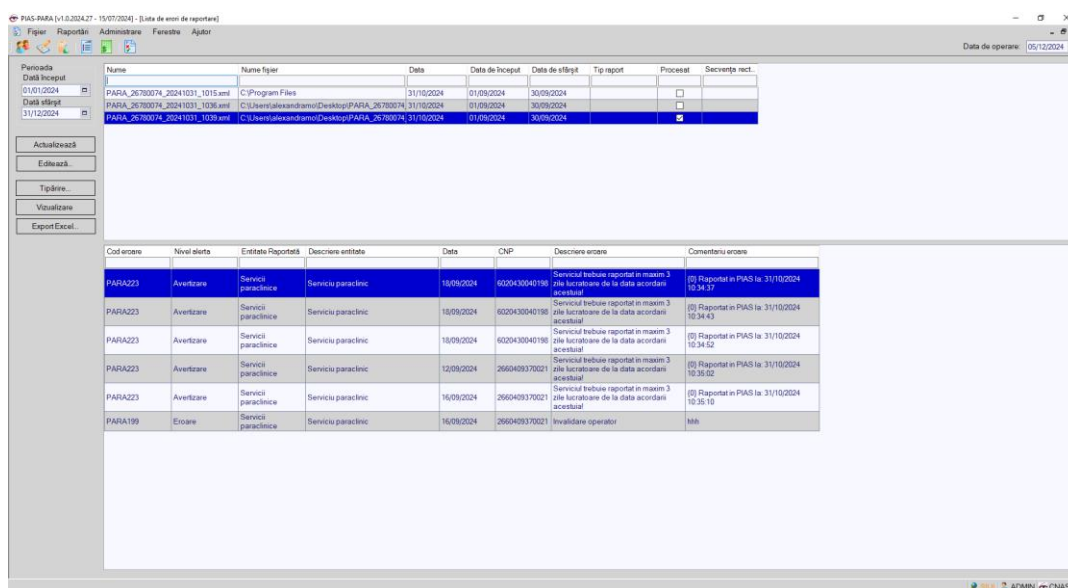 PIAS-PARA [v1.0.2024.27 - 15/07/2024] - [Lista de erori de raportare]
Fișier Raportări Administrare Ferestre Ajutor
Data de operare: 05/12/2024
Perioada
Dată început
01/01/2024
Dată sfârșit
31/12/2024
Actualizează
Editează..
Tipărire...
Vizualizare
Export Excel..
Nume Nume fișier Data Data de început Data de sfârșit Tip raport Procesat Secvența rect..
PARA_26780074_20241031_1015.xml C:\Program Files 31/10/2024 01/09/2024 30/09/2024
PARA_26780074_20241031_1036.xml C:\Users\alexandramo\Desktop\PARA_26780074 31/10/2024 01/09/2024 30/09/2024
PARA_26780074_20241031_1039.xml C:\Users\alexandramo\Desktop\PARA_26780074 31/10/2024 01/09/2024 30/09/2024
Cod eroare Nivel alerta Entitate Raportată Descriere entitate Data CNP Descriere eroare Comentariu eroare
PARA223 Avertizare Servicii paraclinice Serviciu paraclinic 18/09/2024 6020430040198 Serviciul trebuie raportat in maxim 3 zile lucratoare de la data acordarii acestuia! {0} Raportat in PIAS la: 31/10/2024 10:34:37
PARA223 Avertizare Servicii paraclinice Serviciu paraclinic 18/09/2024 6020430040198 Serviciul trebuie raportat in maxim 3 zile lucratoare de la data acordarii acestuia! {0} Raportat in PIAS la: 31/10/2024 10:34:43
PARA223 Avertizare Servicii paraclinice Serviciu paraclinic 18/09/2024 6020430040198 Serviciul trebuie raportat in maxim 3 zile lucratoare de la data acordarii acestuia! {0} Raportat in PIAS la: 31/10/2024 10:34:52
PARA223 Avertizare Servicii paraclinice Serviciu paraclinic 12/09/2024 2660409370021 Serviciul trebuie raportat in maxim 3 zile lucratoare de la data acordarii acestuia! {0} Raportat in PIAS la: 31/10/2024 10:35:02
PARA223 Avertizare Servicii paraclinice Serviciu paraclinic 16/09/2024 2660409370021 Serviciul trebuie raportat in maxim 3 zile lucratoare de la data acordarii acestuia! {0} Raportat in PIAS la: 31/10/2024 10:35:10
PARA199 Eroare Servicii paraclinice Serviciu paraclinic 16/09/2024 2660409370021 Invalidare operator hhh
ADMIN CNAS